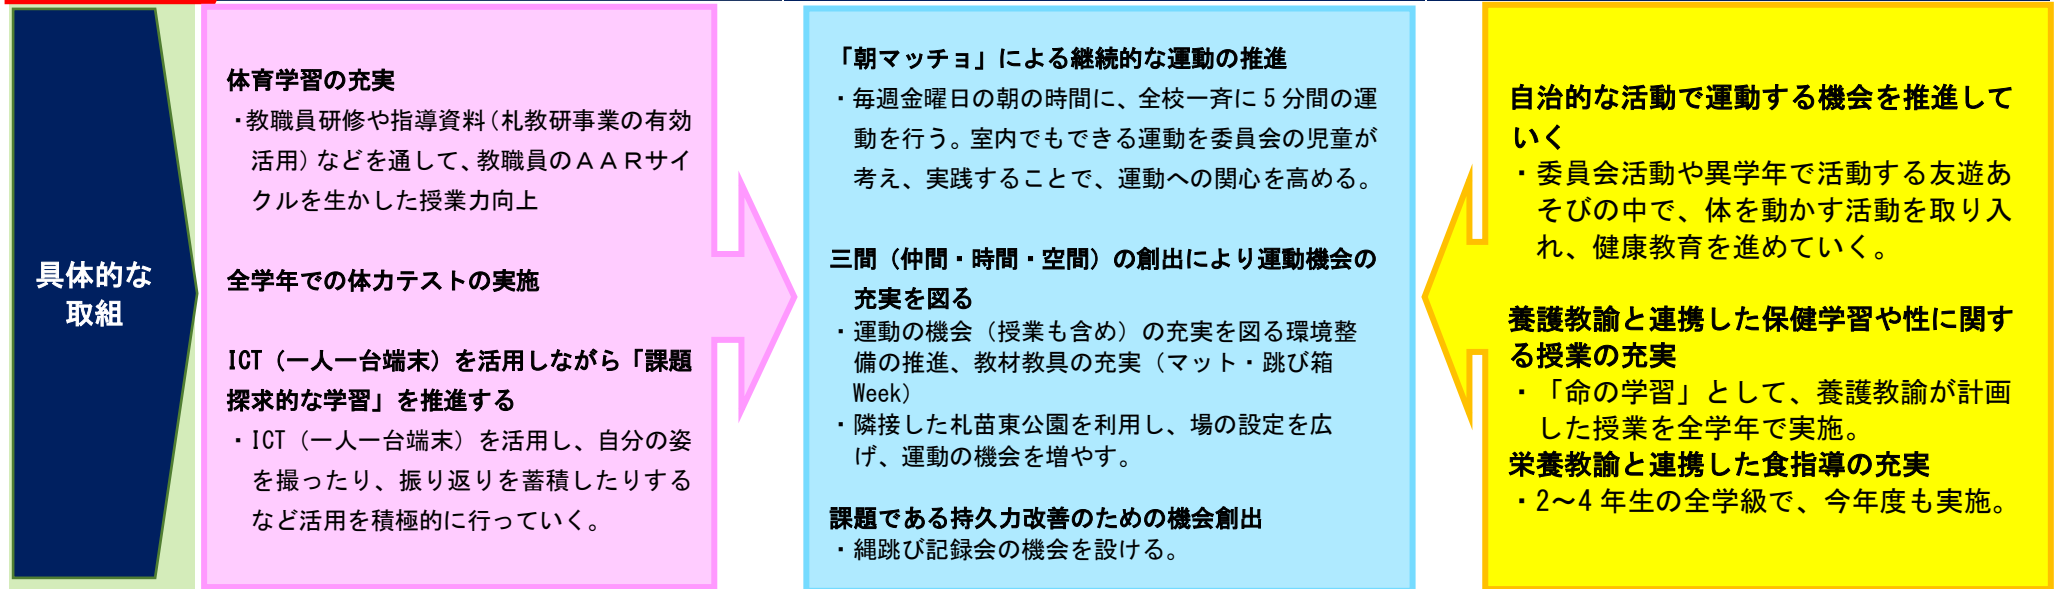 具体的な
取組
体育学習の充実
・教職員研修や指導資料（札教研事業の有効
活用）などを通して、教職員のＡＡＲサイ
クルを生かした授業力向上
全学年での体力テストの実施
ICT（一人一台端末）を活用しながら「課題
探求的な学習」を推進する
・ICT（一人一台端末）を活用し、自分の姿
を撮ったり、振り返りを蓄積したりする
など活用を積極的に行っていく。
「朝マッチョ」による継続的な運動の推進
・毎週金曜日の朝の時間に、全校一斉に５分間の運
動を行う。室内でもできる運動を委員会の児童が
考え、実践することで、運動への関心を高める。
三間（仲間・時間・空間）の創出により運動機会の
充実を図る
・運動の機会（授業も含め）の充実を図る環境整
備の推進、教材教具の充実（マット・跳び箱
Week）
・隣接した札苗東公園を利用し、場の設定を広
げ、運動の機会を増やす。
課題である持久力改善のための機会創出
・縄跳び記録会の機会を設ける。
自治的な活動で運動する機会を推進して
いく
・委員会活動や異学年で活動する友遊あ
そびの中で、体を動かす活動を取り入
れ、健康教育を進めていく。
養護教諭と連携した保健学習や性に関す
る授業の充実
・「命の学習」として、養護教諭が計画
した授業を全学年で実施。
栄養教諭と連携した食指導の充実
・2～4 年生の全学級で、今年度も実施。